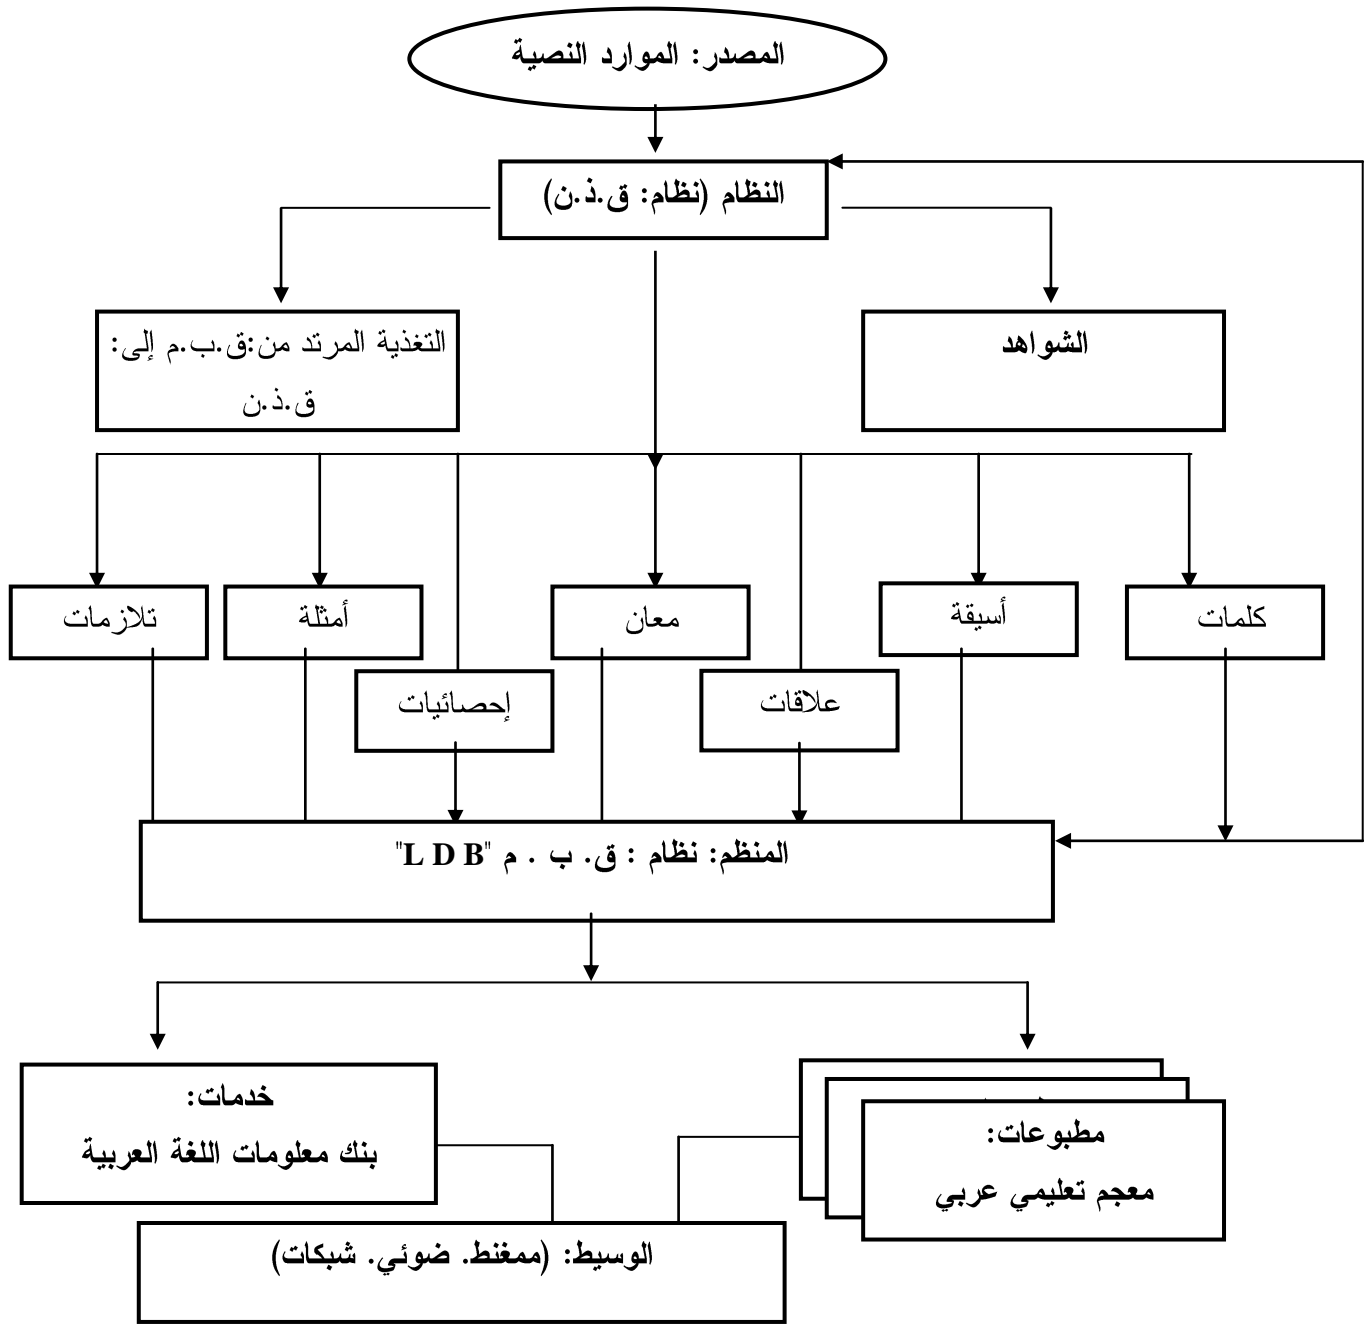 المصدر: الموارد النصية
النظام (نظام: ق.ذ.ن)
الشواهد
التغذية المرتد من:ق.ب.م إلى:
ق.ذ.ن
كلمات
أسيقة
معان
أمثلة
تلازمات
علاقات
إحصائيات
المنظم: نظام : ق. ب . م "L D B"
مطبوعات:
معجم تعليمي عربي
خدمات:
بنك معلومات اللغة العربية
الوسيط: (ممغنط. ضوئي. شبكات)